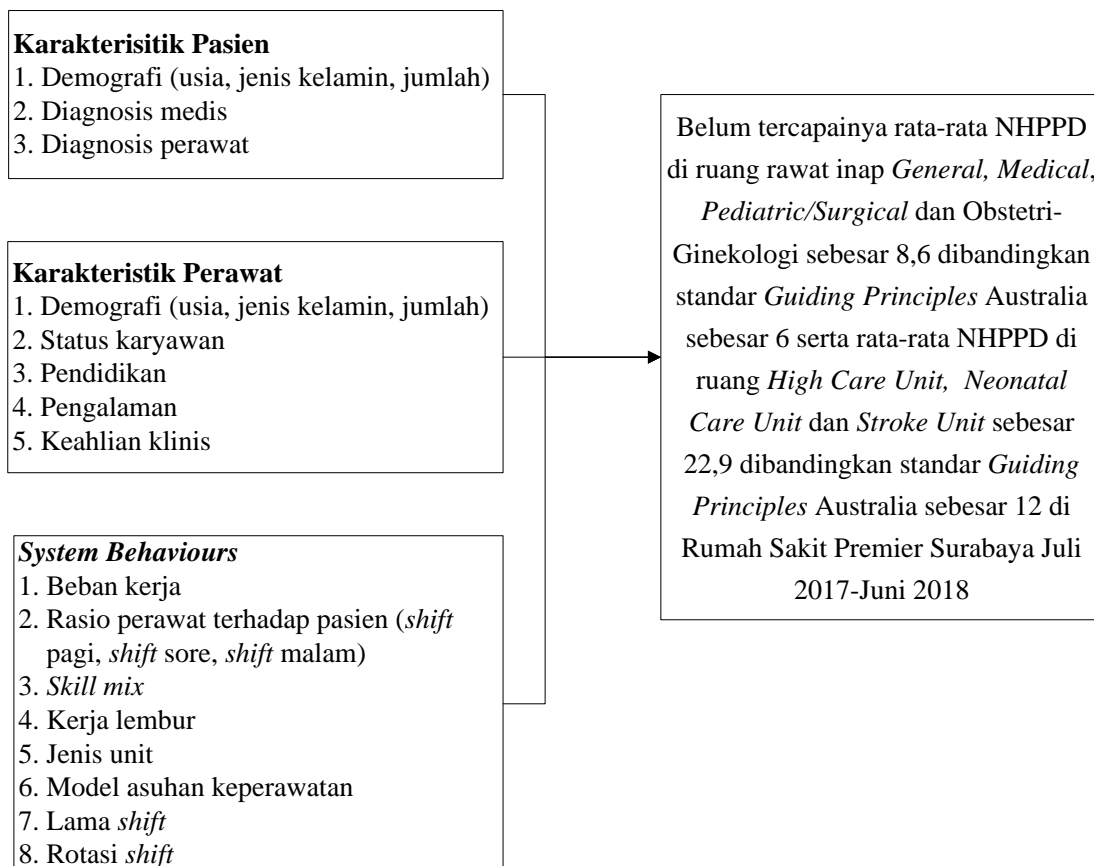 Karakterisitik Pasien
1. Demografi (usia, jenis kelamin, jumlah)
2. Diagnosis medis
3. Diagnosis perawat
Karakteristik Perawat
1. Demografi (usia, jenis kelamin, jumlah)
2. Status karyawan
3. Pendidikan
4. Pengalaman
5. Keahlian klinis
System Behaviours
1. Beban kerja
2. Rasio perawat terhadap pasien (shift
pagi, shift sore, shift malam)
3. Skill mix
4. Kerja lembur
5. Jenis unit
6. Model asuhan keperawatan
7. Lama shift
8. Rotasi shift
Belum tercapainya rata-rata NHPPD
di ruang rawat inap General, Medical,
Pediatric/Surgical dan Obstetri-
Ginekologi sebesar 8,6 dibandingkan
standar Guiding Principles Australia
sebesar 6 serta rata-rata NHPPD di
ruang High Care Unit, Neonatal
Care Unit dan Stroke Unit sebesar
22,9 dibandingkan standar Guiding
Principles Australia sebesar 12 di
Rumah Sakit Premier Surabaya Juli
2017-Juni 2018